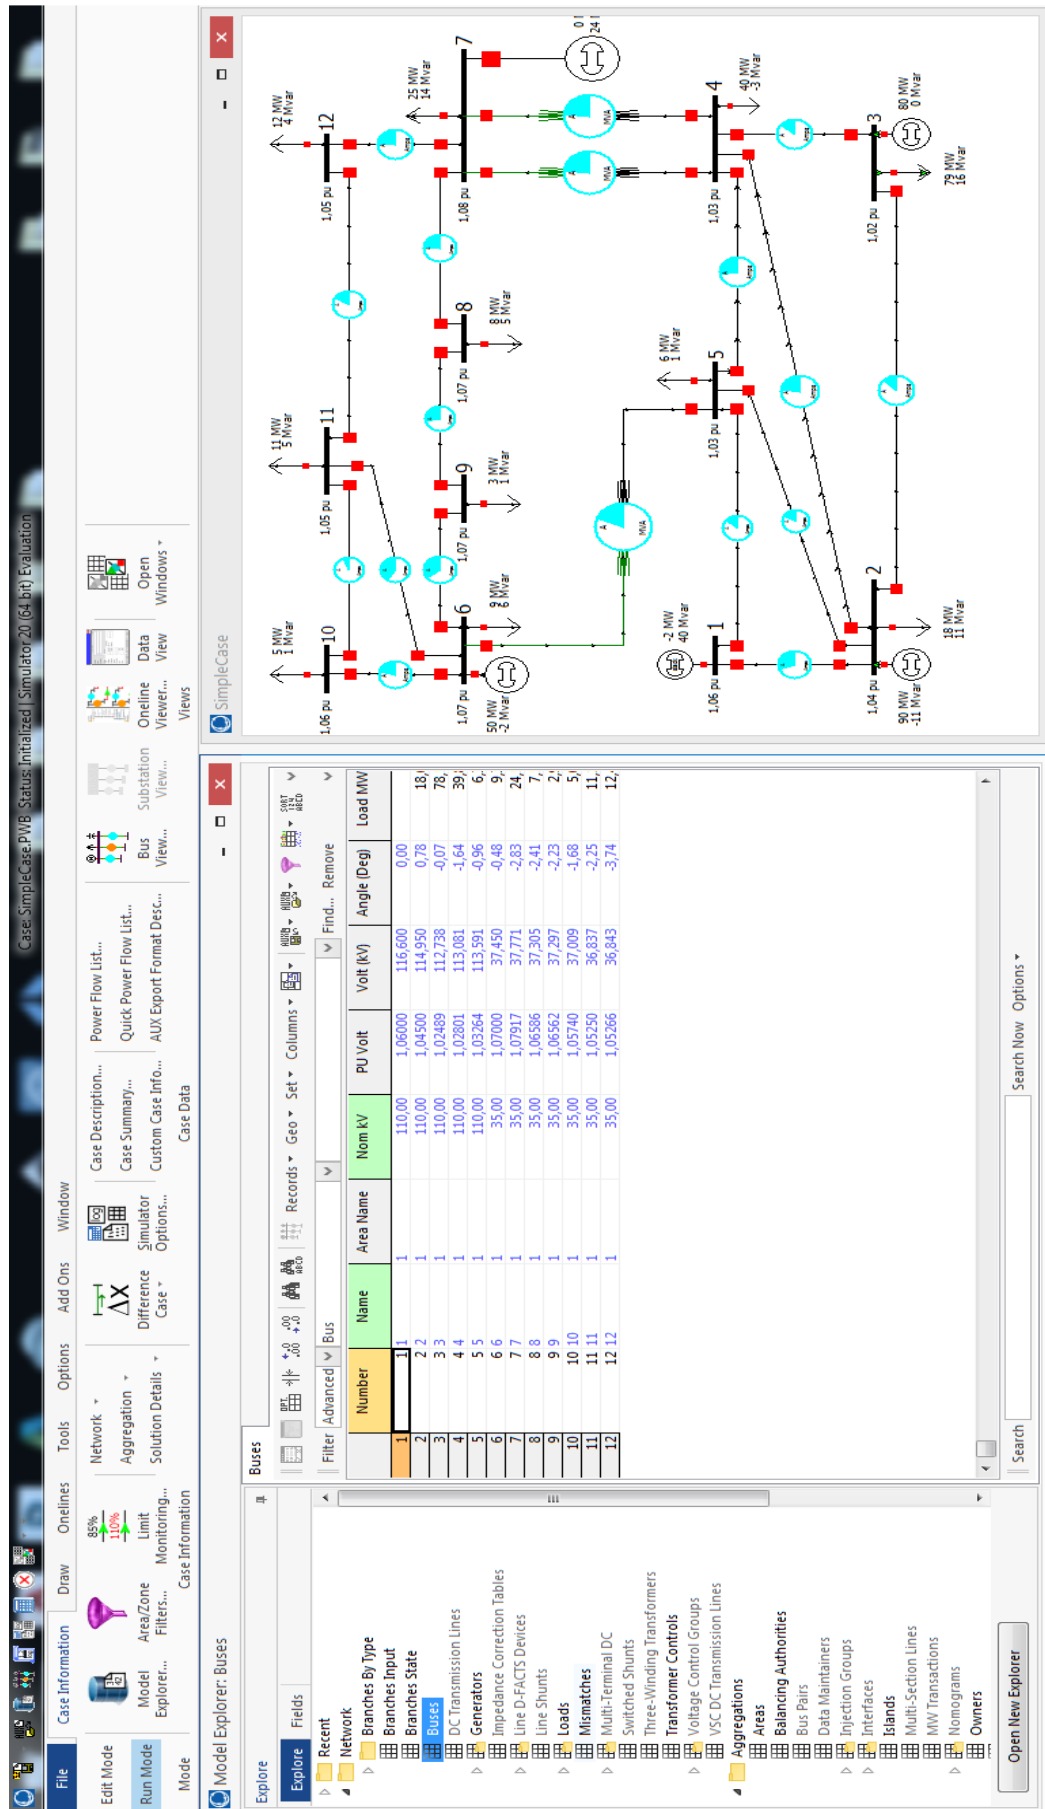 Case: SimpleCase.PWB Status: Initialized | Simulator 20 (64 bit) Evaluation
File Case Information Draw Onelines Tools Options Add Ons Window
Edit Mode
Run Mode
Mode
Model Explorer...
Area/Zone Filters...
85%
110%
Limit Monitoring...
Case Information
Network
Aggregation
Solution Details
ΔX
Difference Case
Simulator Options...
Case Description...
Case Summary...
Custom Case Info...
Power Flow List...
Quick Power Flow List...
AUX Export Format Desc...
Case Data
Bus View...
Substation View...
Oneline Viewer...
Data View
Open Windows
Views
Model Explorer: Buses
Explore
Explore Fields
Recent
Network
Branches By Type
Branches Input
Branches State
Buses
DC Transmission Lines
Generators
Impedance Correction Tables
Line D-FACTS Devices
Line Shunts
Loads
Mismatches
Multi-Terminal DC
Switched Shunts
Three-Winding Transformers
Transformer Controls
Voltage Control Groups
VSC DC Transmission Lines
Aggregations
Areas
Balancing Authorities
Bus Pairs
Data Maintainers
Injection Groups
Interfaces
Islands
Multi-Section Lines
MW Transactions
Nomograms
Owners
Open New Explorer
Buses
Records Geo Set Columns
Filter Advanced Bus Find... Remove
Number Name Area Name Nom kV PU Volt Volt (kV) Angle (Deg) Load MW
1 1 1 1 110,00 1,06000 116,600 0,00
2 2 2 1 110,00 1,04500 114,950 0,78 18,
3 3 3 1 110,00 1,02489 112,738 -0,07 78,
4 4 4 1 110,00 1,02801 113,081 -1,64 39,
5 5 5 1 110,00 1,03264 113,591 -0,96 6,
6 6 6 1 35,00 1,07000 37,450 -0,48 9,
7 7 7 1 35,00 1,07917 37,771 -2,83 24,
8 8 8 1 35,00 1,06586 37,305 -2,41 7,
9 9 9 1 35,00 1,06562 37,297 -2,23 2,
10 10 10 1 35,00 1,05740 37,009 -1,68 5,
11 11 11 1 35,00 1,05250 36,837 -2,25 11,
12 12 12 1 35,00 1,05266 36,843 -3,74 12,
Search Search Now Options
SimpleCase
5 MW
1 Mvar
11 MW
5 Mvar
12 MW
4 Mvar
1,06 pu 10
1,05 pu 11
1,05 pu 12
25 MW
14 Mvar
1,07 pu 6
1,07 pu 9
1,07 pu 8
1,08 pu 7
50 MW
-2 Mvar
9 MW
6 Mvar
3 MW
1 Mvar
8 MW
5 Mvar
MVA
MVA
MVA
-2 MW
40 Mvar
6 MW
1 Mvar
40 MW
-3 Mvar
1,06 pu 1
1,03 pu 5
1,03 pu 4
1,04 pu 2
1,02 pu 3
90 MW
-11 Mvar
18 MW
11 Mvar
79 MW
16 Mvar
80 MW
0 Mvar